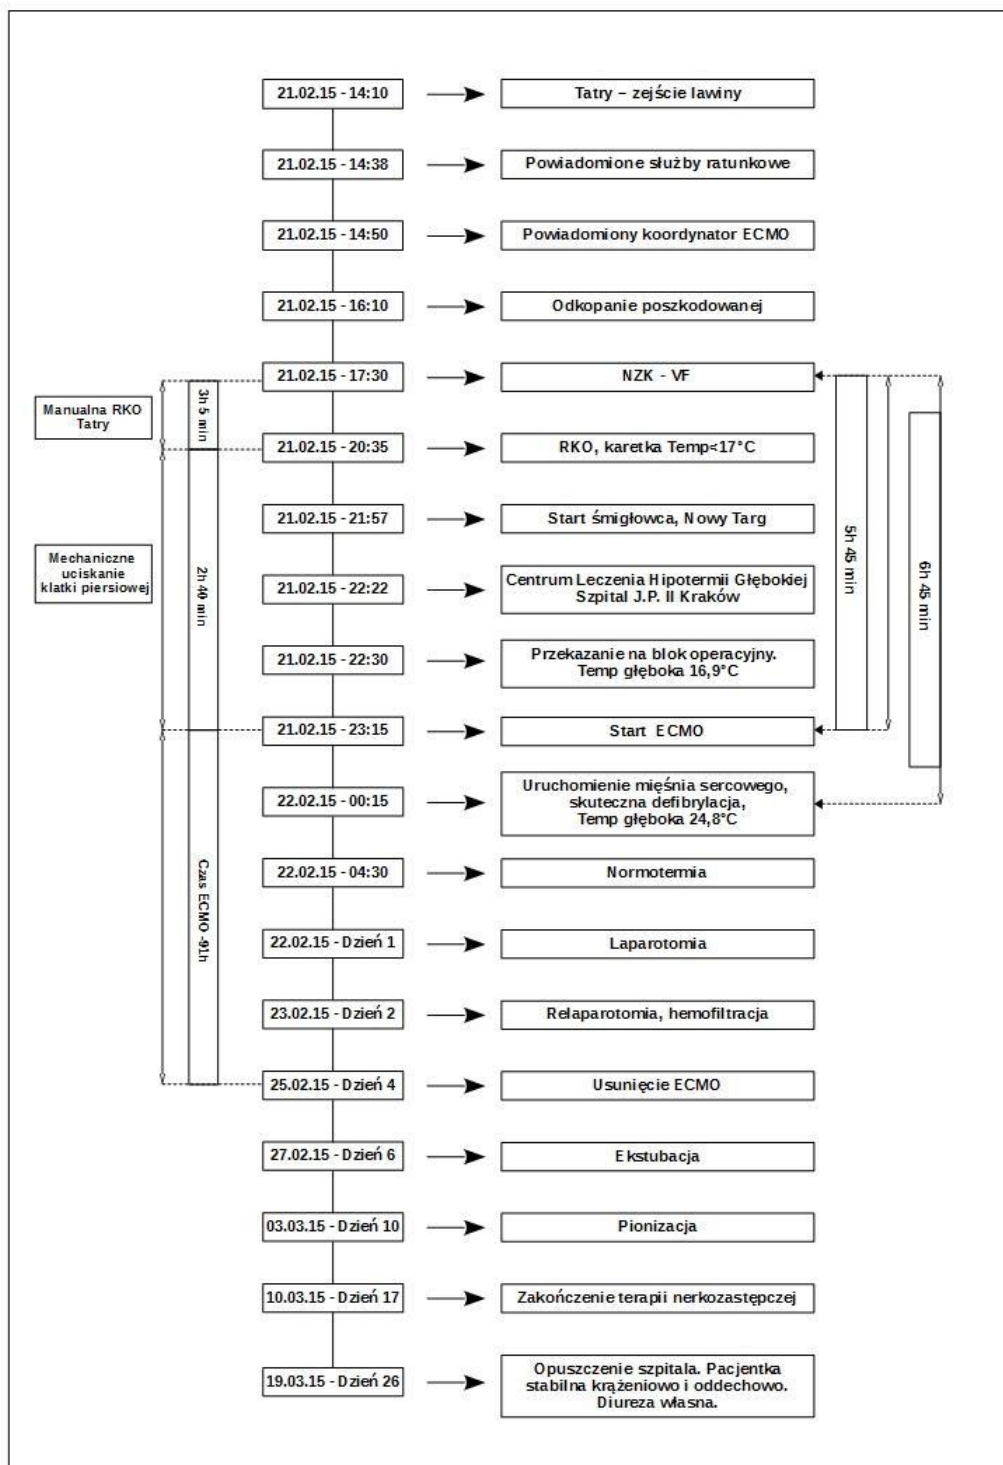 21.02.15 - 14:10
Tatry – zejście lawiny
21.02.15 - 14:38
Powiadomione służby ratunkowe
21.02.15 - 14:50
Powiadomiony koordynator ECMO
21.02.15 - 16:10
Odkopanie poszkodowanej
21.02.15 - 17:30
NZK - VF
Manualna RKO
Tatry
3h 5 min
21.02.15 - 20:35
RKO, karetka Temp<17°C
21.02.15 - 21:57
Start śmigłowca, Nowy Targ
Mechaniczne
uciskanie
klatki piersiowej
2h 40 min
21.02.15 - 22:22
Centrum Leczenia Hipotermii Głębokiej
Szpital J.P. II Kraków
5h 45 min
6h 45 min
21.02.15 - 22:30
Przekazanie na blok operacyjny.
Temp głęboka 16,9°C
21.02.15 - 23:15
Start ECMO
22.02.15 - 00:15
Uruchomienie mięśnia sercowego,
skuteczna defibrylacja,
Temp głęboka 24,8°C
22.02.15 - 04:30
Normotermia
Czas ECMO -91h
22.02.15 - Dzień 1
Laparotomia
23.02.15 - Dzień 2
Relaparotomia, hemofiltracja
25.02.15 - Dzień 4
Usunięcie ECMO
27.02.15 - Dzień 6
Ekstubacja
03.03.15 - Dzień 10
Pionizacja
10.03.15 - Dzień 17
Zakończenie terapii nerkozastępczej
19.03.15 - Dzień 26
Opuszczenie szpitala. Pacjentka
stabilna krążeniowo i oddechowo.
Diureza własna.